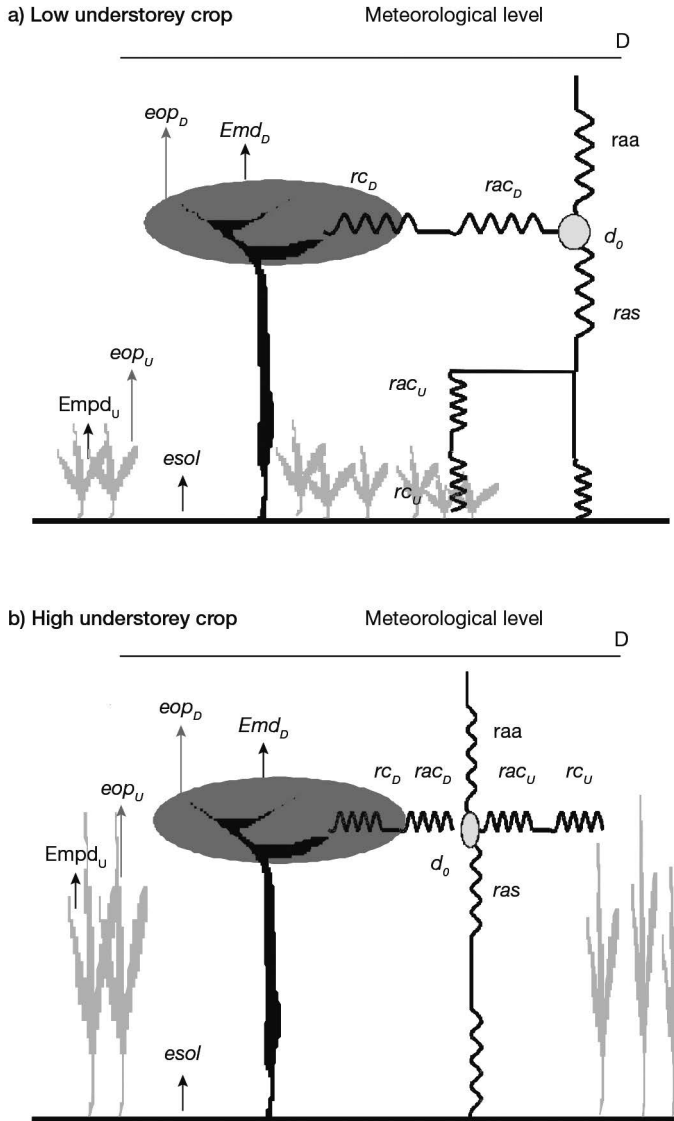 a) Low understorey crop Meteorological level
D
eop_D Emd_D
rc_D rac_D raa
d_0
ras
eop_U rac_U
Empd_U
esol rc_U
b) High understorey crop Meteorological level
D
eop_D Emd_D raa
rc_D rac_D rac_U rc_U
eop_U
Empd_U d_0 ras
esol